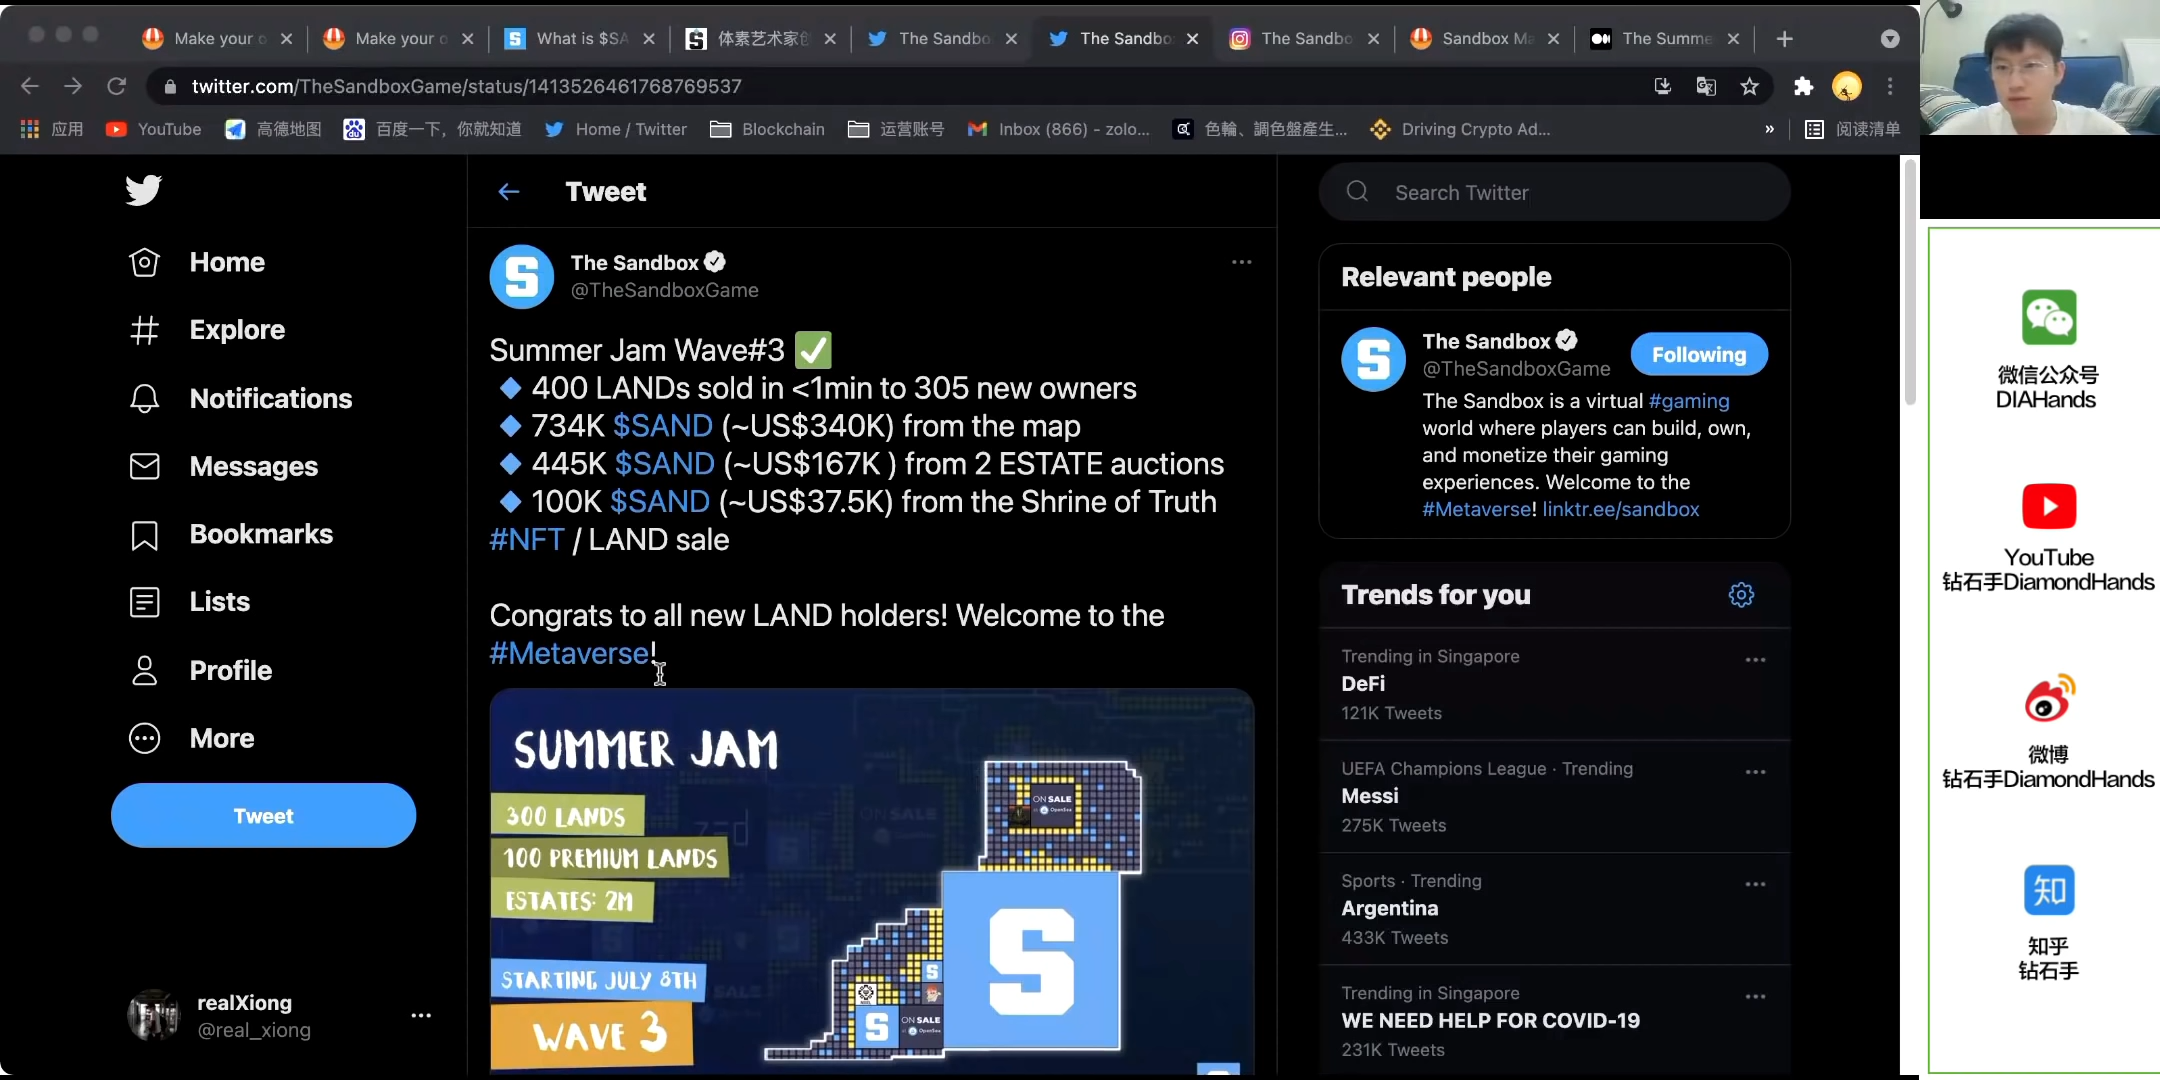 Make your o
Make your o
What is $SA
体素艺术家创
The Sandbo
The Sandbo
The Sandbo
Sandbox Ma
The Summe
twitter.com/TheSandboxGame/status/1413526461768769537
应用
YouTube
高德地图
百度一下，你就知道
Home / Twitter
Blockchain
运营账号
Inbox (866) - zolo...
色輪、調色盤產生...
Driving Crypto Ad...
»
阅读清单
Home
Explore
Notifications
Messages
Bookmarks
Lists
Profile
More
Tweet
realXiong
@real_xiong
Tweet
The Sandbox
@TheSandboxGame
Summer Jam Wave#3 ✅
🔹 400 LANDs sold in <1min to 305 new owners
🔹 734K $SAND (~US$340K) from the map
🔹 445K $SAND (~US$167K ) from 2 ESTATE auctions
🔹 100K $SAND (~US$37.5K) from the Shrine of Truth
#NFT / LAND sale
Congrats to all new LAND holders! Welcome to the
#Metaverse!
SUMMER JAM
300 LANDS
100 PREMIUM LANDS
ESTATES: 2M
STARTING JULY 8TH
WAVE 3
ON SALE
OpenSea
S
S
ON SALE
OpenSea
Search Twitter
Relevant people
The Sandbox
@TheSandboxGame
Following
The Sandbox is a virtual #gaming
world where players can build, own,
and monetize their gaming
experiences. Welcome to the
#Metaverse! linktr.ee/sandbox
Trends for you
Trending in Singapore
DeFi
121K Tweets
UEFA Champions League · Trending
Messi
275K Tweets
Sports · Trending
Argentina
433K Tweets
Trending in Singapore
WE NEED HELP FOR COVID-19
231K Tweets
微信公众号
DIAHands
YouTube
钻石手DiamondHands
微博
钻石手DiamondHands
知
知乎
钻石手